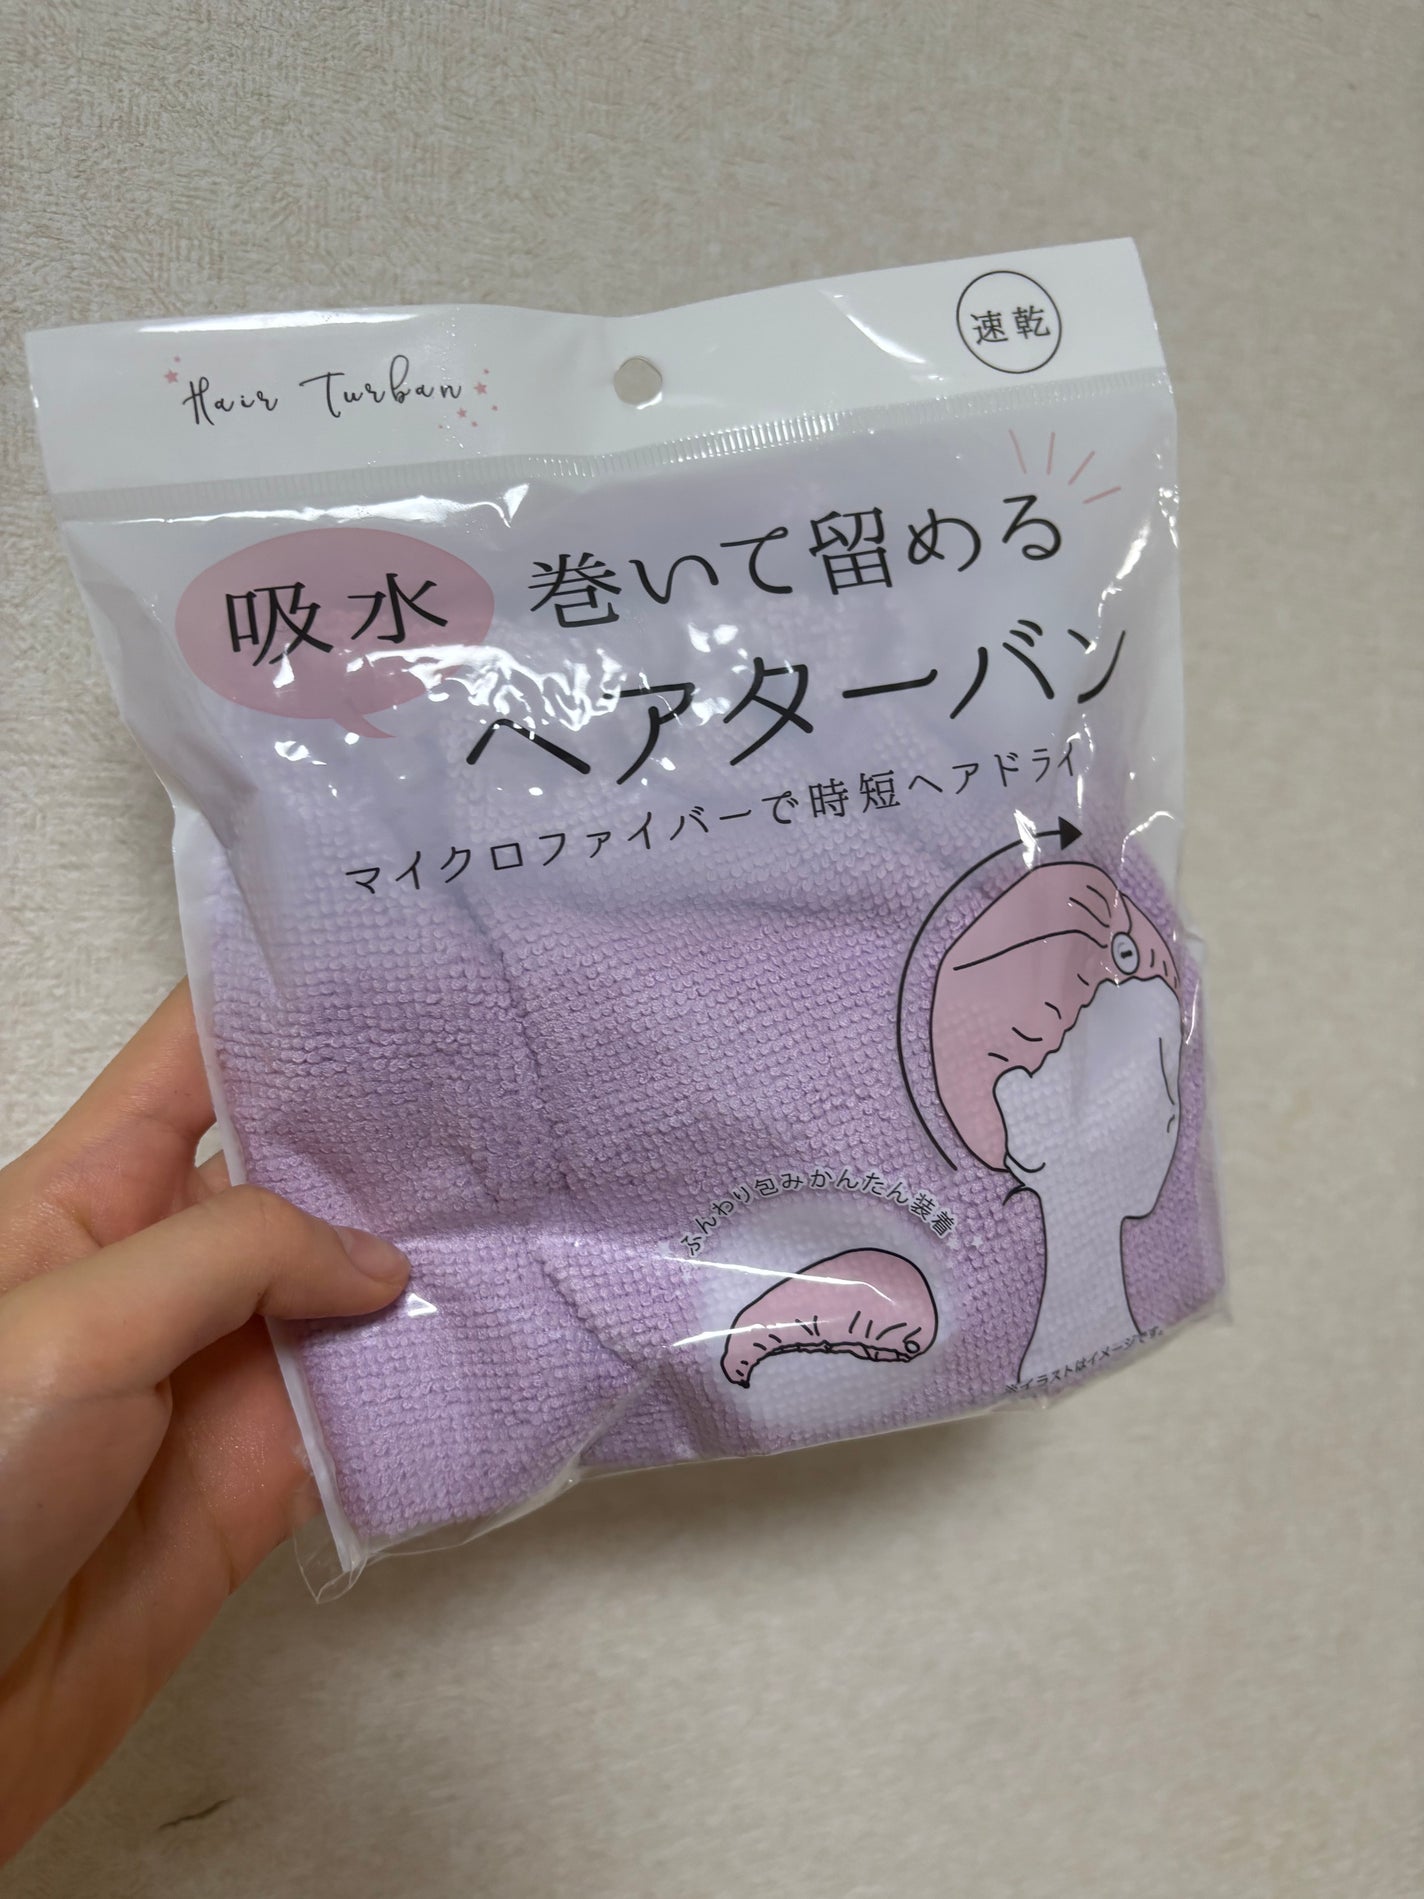 Hair Turban
速乾
吸水
巻いて留める
ヘアターバン
マイクロファイバーで時短ヘアドライ
ふんわり包みかんたん装着
※イラストはイメージです。